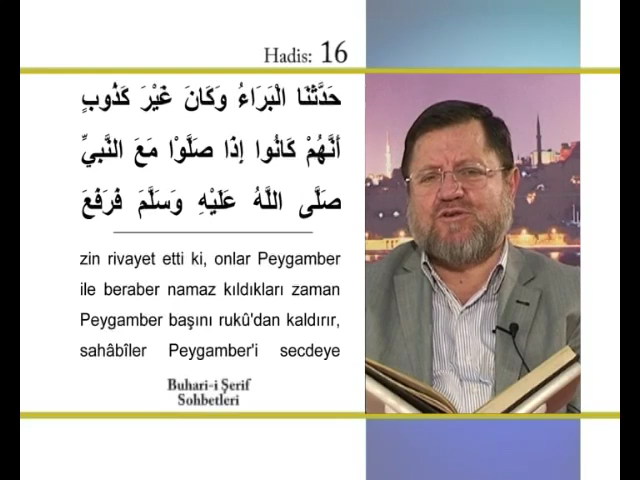 Hadis: 16
حَدَّثَنَا الْبَرَاءُ وَكَانَ غَيْرَ كَذُوبٍ
أَنَّهُمْ كَانُوا إِذَا صَلَّوْا مَعَ النَّبِيِّ
صَلَّى اللَّهُ عَلَيْهِ وَسَلَّمَ فَرَفَعَ
zin rivayet etti ki, onlar Peygamber
ile beraber namaz kıldıkları zaman
Peygamber başını rukû'dan kaldırır,
sahâbîler Peygamber'i secdeye
Buhari-i Şerif
Sohbetleri